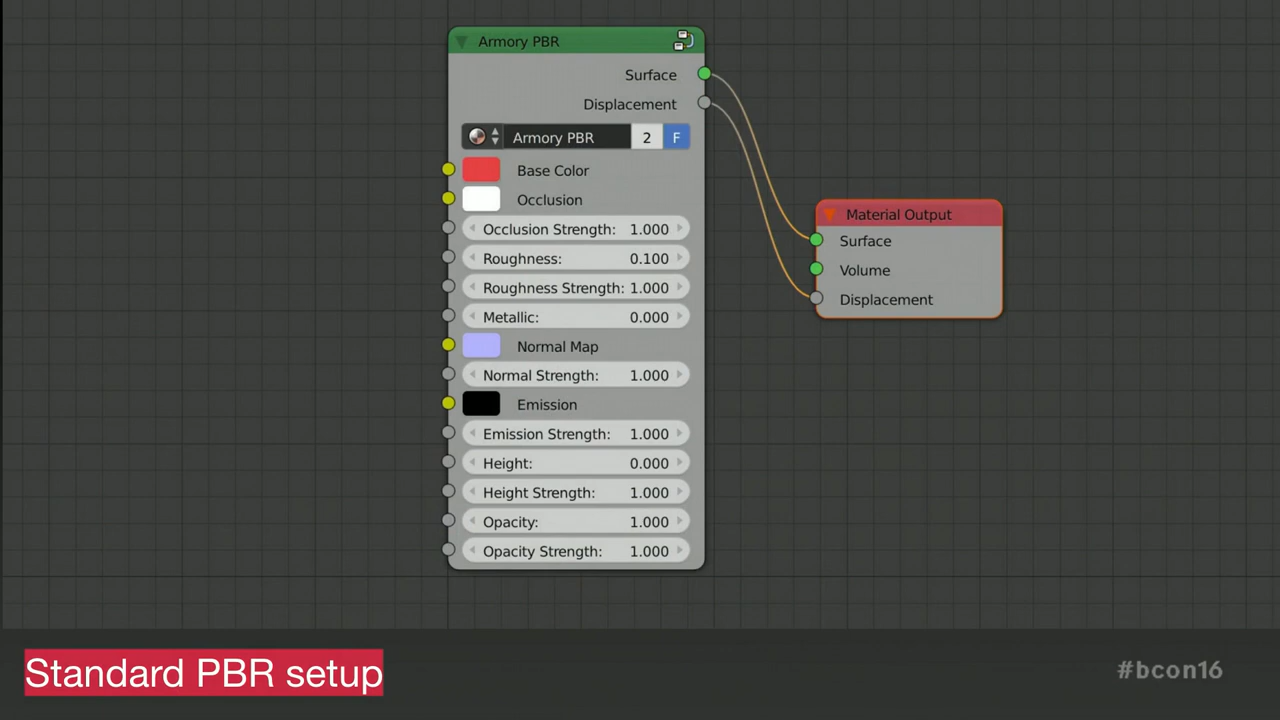 Armory PBR
Surface
Displacement
Armory PBR 2 F
Base Color
Occlusion
Occlusion Strength: 1.000
Roughness: 0.100
Roughness Strength: 1.000
Metallic: 0.000
Normal Map
Normal Strength: 1.000
Emission
Emission Strength: 1.000
Height: 0.000
Height Strength: 1.000
Opacity: 1.000
Opacity Strength: 1.000
Material Output
Surface
Volume
Displacement
Standard PBR setup
#bcon16